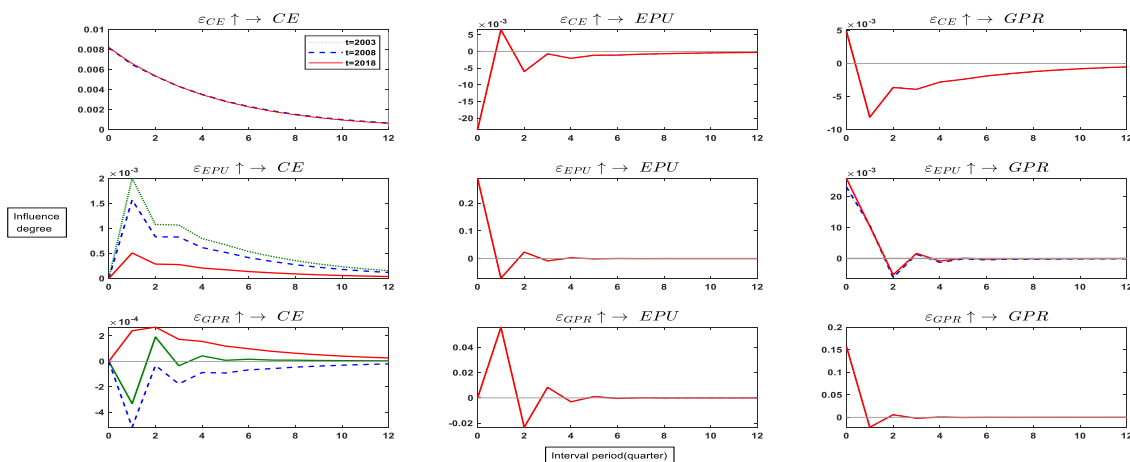 ε_CE ↑ → CE
0.01
0.008
0.006
0.004
0.002
0
0 2 4 6 8 10 12
t=2003
t=2008
t=2018
ε_CE ↑ → EPU
×10⁻³
5
0
-5
-10
-15
-20
0 2 4 6 8 10 12
ε_CE ↑ → GPR
×10⁻³
5
0
-5
-10
0 2 4 6 8 10 12
Influence
degree
ε_EPU ↑ → CE
×10⁻³
2
1.5
1
0.5
0
0 2 4 6 8 10 12
ε_EPU ↑ → EPU
0.2
0.1
0
0 2 4 6 8 10 12
ε_EPU ↑ → GPR
×10⁻³
20
10
0
0 2 4 6 8 10 12
ε_GPR ↑ → CE
×10⁻⁴
2
0
-2
-4
0 2 4 6 8 10 12
ε_GPR ↑ → EPU
0.04
0.02
0
-0.02
0 2 4 6 8 10 12
ε_GPR ↑ → GPR
0.2
0.15
0.1
0.05
0
0 2 4 6 8 10 12
Interval period(quarter)